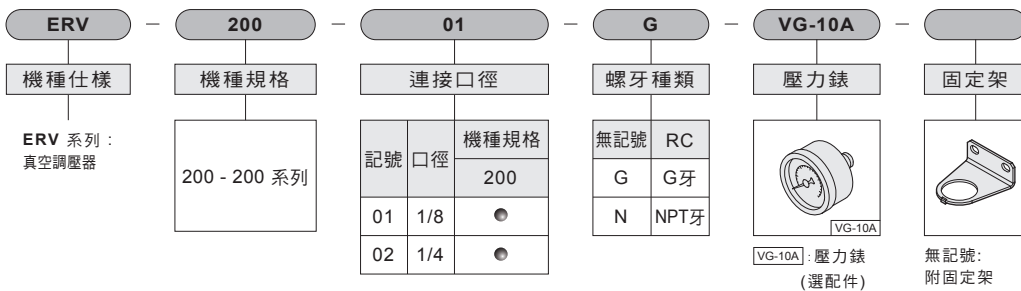 ERV — 200 — 01 — G — VG-10A —
機種仕樣 機種規格 連接口徑 螺牙種類 壓力錶 固定架
ERV 系列：
真空調壓器
200 - 200 系列
記號 口徑 機種規格
200
01 1/8 ●
02 1/4 ●
無記號 RC
G G牙
N NPT牙
VG-10A
VG-10A : 壓力錶
(選配件)
無記號:
附固定架